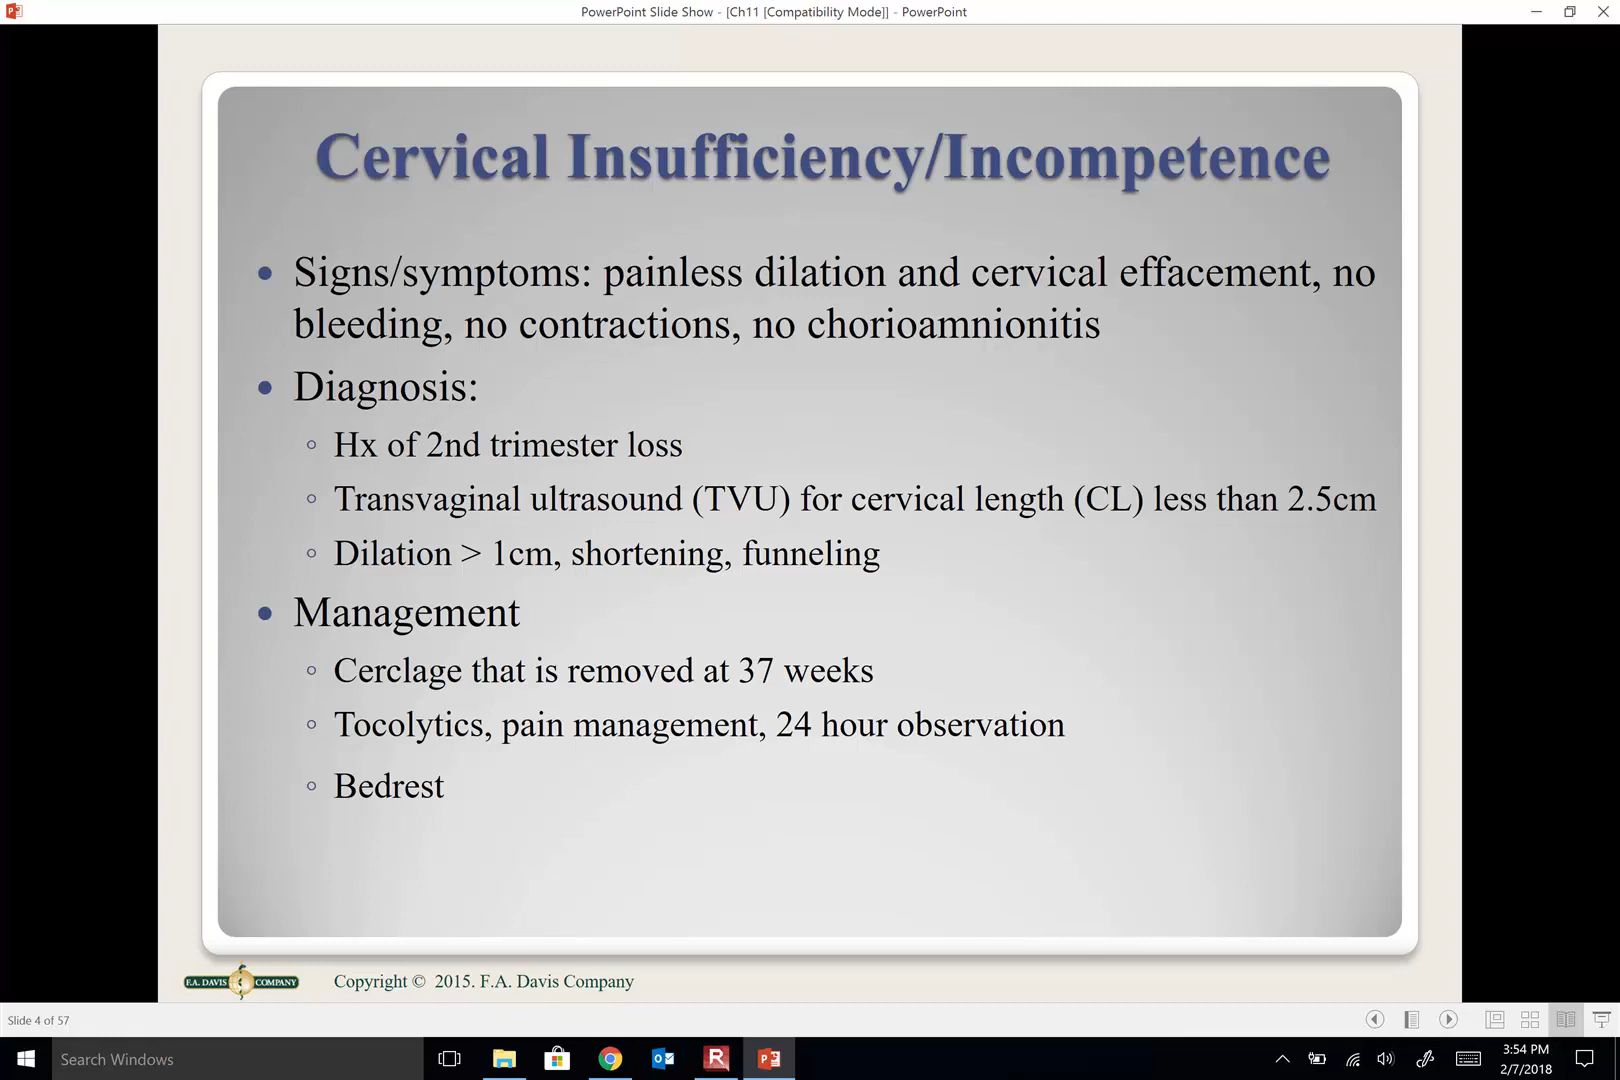 PowerPoint Slide Show - [Ch11 [Compatibility Mode]] - PowerPoint
Cervical Insufficiency/Incompetence
• Signs/symptoms: painless dilation and cervical effacement, no
bleeding, no contractions, no chorioamnionitis
• Diagnosis:
◦ Hx of 2nd trimester loss
◦ Transvaginal ultrasound (TVU) for cervical length (CL) less than 2.5cm
◦ Dilation > 1cm, shortening, funneling
• Management
◦ Cerclage that is removed at 37 weeks
◦ Tocolytics, pain management, 24 hour observation
◦ Bedrest
F.A. DAVIS COMPANY
Copyright © 2015. F.A. Davis Company
Slide 4 of 57
Search Windows
3:54 PM
2/7/2018